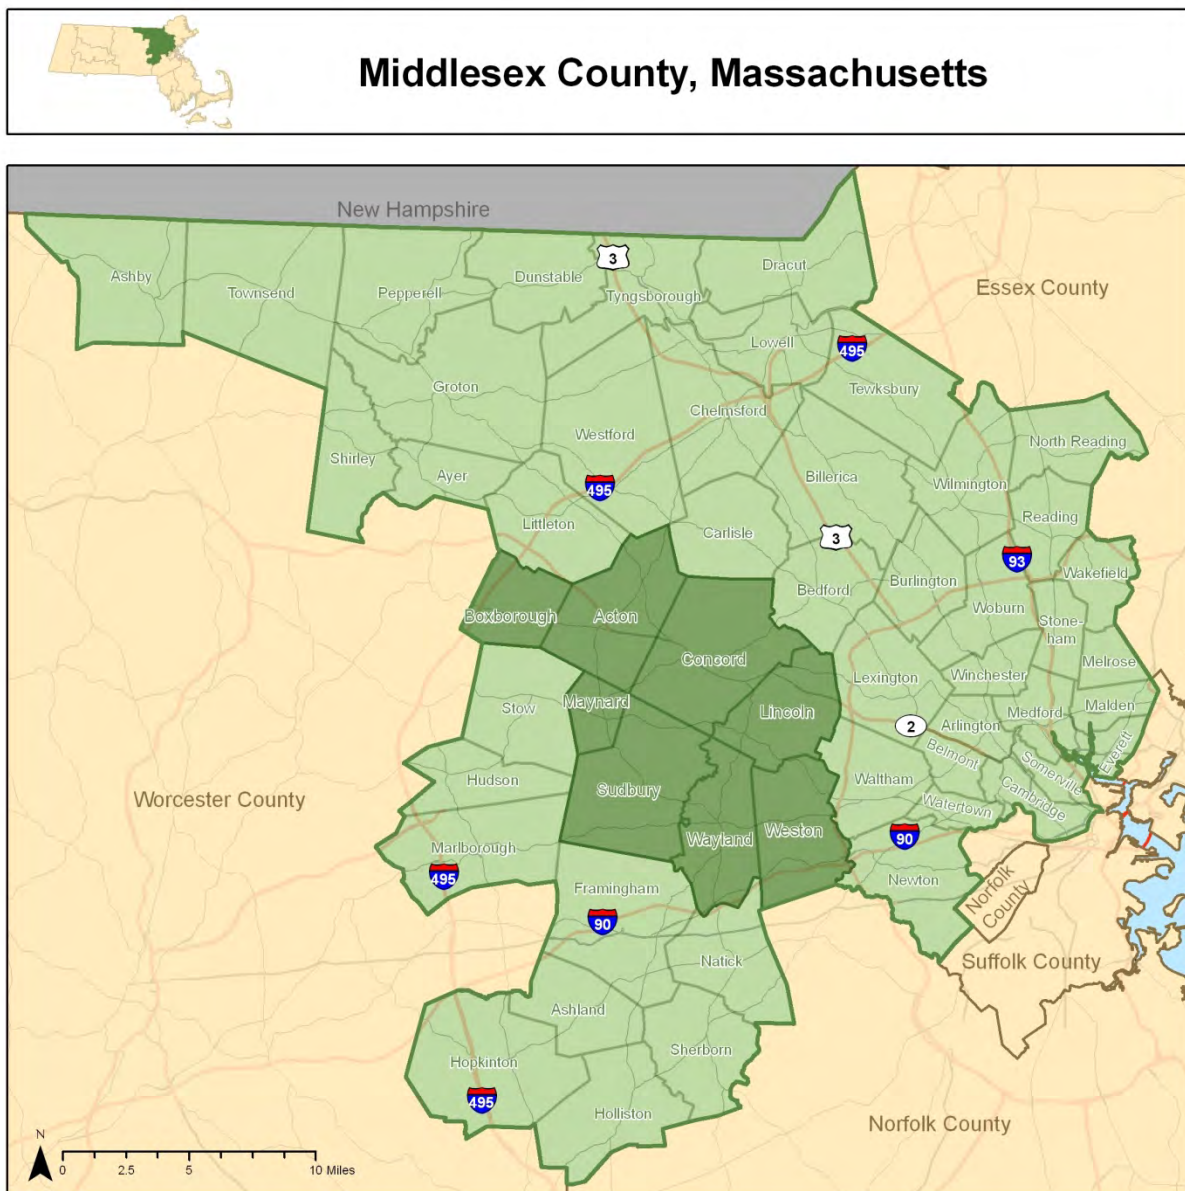 Middlesex County, Massachusetts
New Hampshire
3
Ashby
Townsend
Pepperell
Dunstable
Tyngsborough
Dracut
Essex County
Lowell
495
Tewksbury
Groton
Chelmsford
Westford
North Reading
Shirley
Ayer
495
Billerica
Wilmington
Littleton
Carlisle
3
Reading
93
Wakefield
Bedford
Burlington
Woburn
Boxborough
Acton
Stone-
ham
Concord
Melrose
Lexington
Winchester
Maynard
Stow
Lincoln
2
Arlington
Medford
Malden
Belmont
Somerville
Everett
Hudson
Sudbury
Waltham
Worcester County
Watertown
Cambridge
Wayland
Weston
90
Marlborough
495
Framingham
Newton
Norfolk
County
90
Natick
Suffolk County
Ashland
Hopkinton
Sherborn
495
Holliston
Norfolk County
N
0 2.5 5 10 Miles